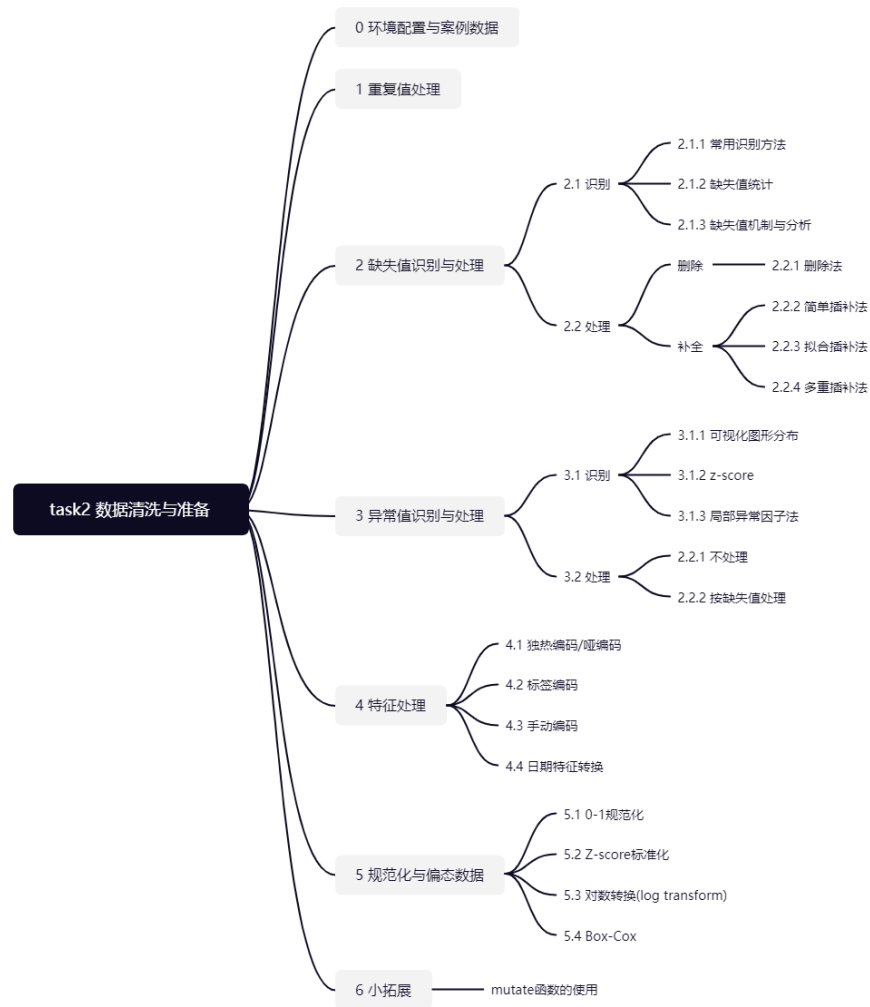 task2 数据清洗与准备
0 环境配置与案例数据
1 重复值处理
2 缺失值识别与处理
2.1 识别
2.1.1 常用识别方法
2.1.2 缺失值统计
2.1.3 缺失值机制与分析
2.2 处理
删除
2.2.1 删除法
补全
2.2.2 简单插补法
2.2.3 拟合插补法
2.2.4 多重插补法
3 异常值识别与处理
3.1 识别
3.1.1 可视化图形分布
3.1.2 z-score
3.1.3 局部异常因子法
3.2 处理
2.2.1 不处理
2.2.2 按缺失值处理
4 特征处理
4.1 独热编码/哑编码
4.2 标签编码
4.3 手动编码
4.4 日期特征转换
5 规范化与偏态数据
5.1 0-1规范化
5.2 Z-score标准化
5.3 对数转换(log transform)
5.4 Box-Cox
6 小拓展
mutate函数的使用